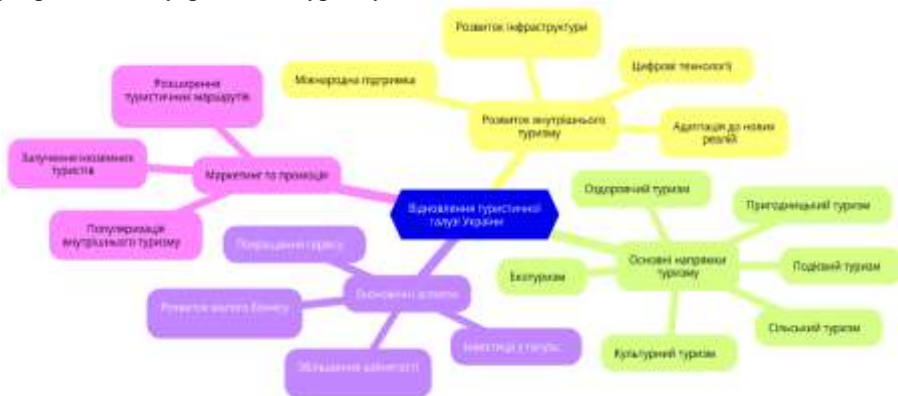 Розвиток інфраструктури
Міжнародна підтримка
Цифрові технології
Розвиток внутрішнього
туризму
Адаптація до нових
реалій
Розширення
туристичних маршрутів
Залучення іноземних
туристів
Маркетинг та промоція
Популяризація
внутрішнього туризму
Відновлення туристичної
галузі України
Покращення сервісу
Розвиток малого бізнесу
Економічні аспекти
Збільшення зайнятості
Інвестиції у
Оздоровчий туризм
Пригодницький туризм
Основні напрямки
туризму
Екотуризм
Подієвий туризм
Сільський туризм
Культурний туризм